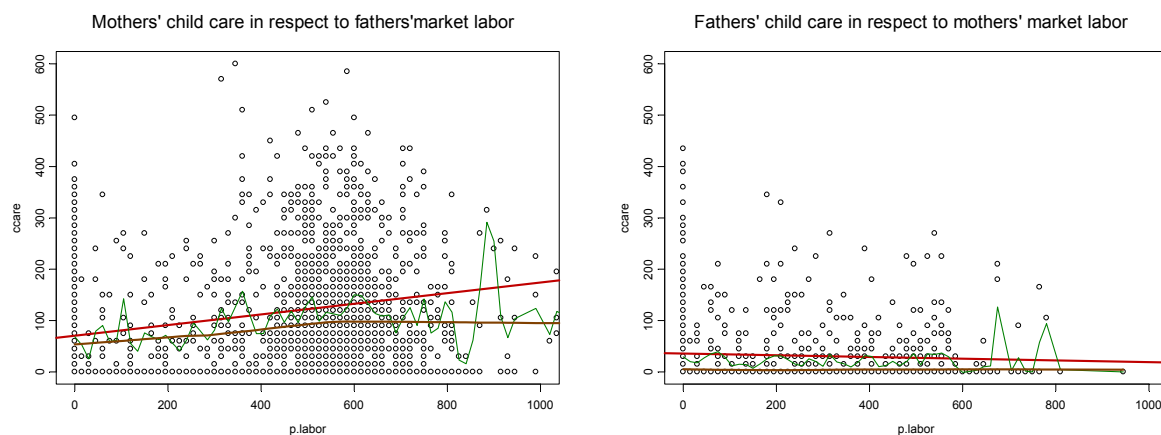 Mothers' child care in respect to fathers'market labor
ccare
600
500
400
300
200
100
0
0 200 400 600 800 1000
p.labor
Fathers' child care in respect to mothers' market labor
ccare
600
500
400
300
200
100
0
0 200 400 600 800 1000
p.labor